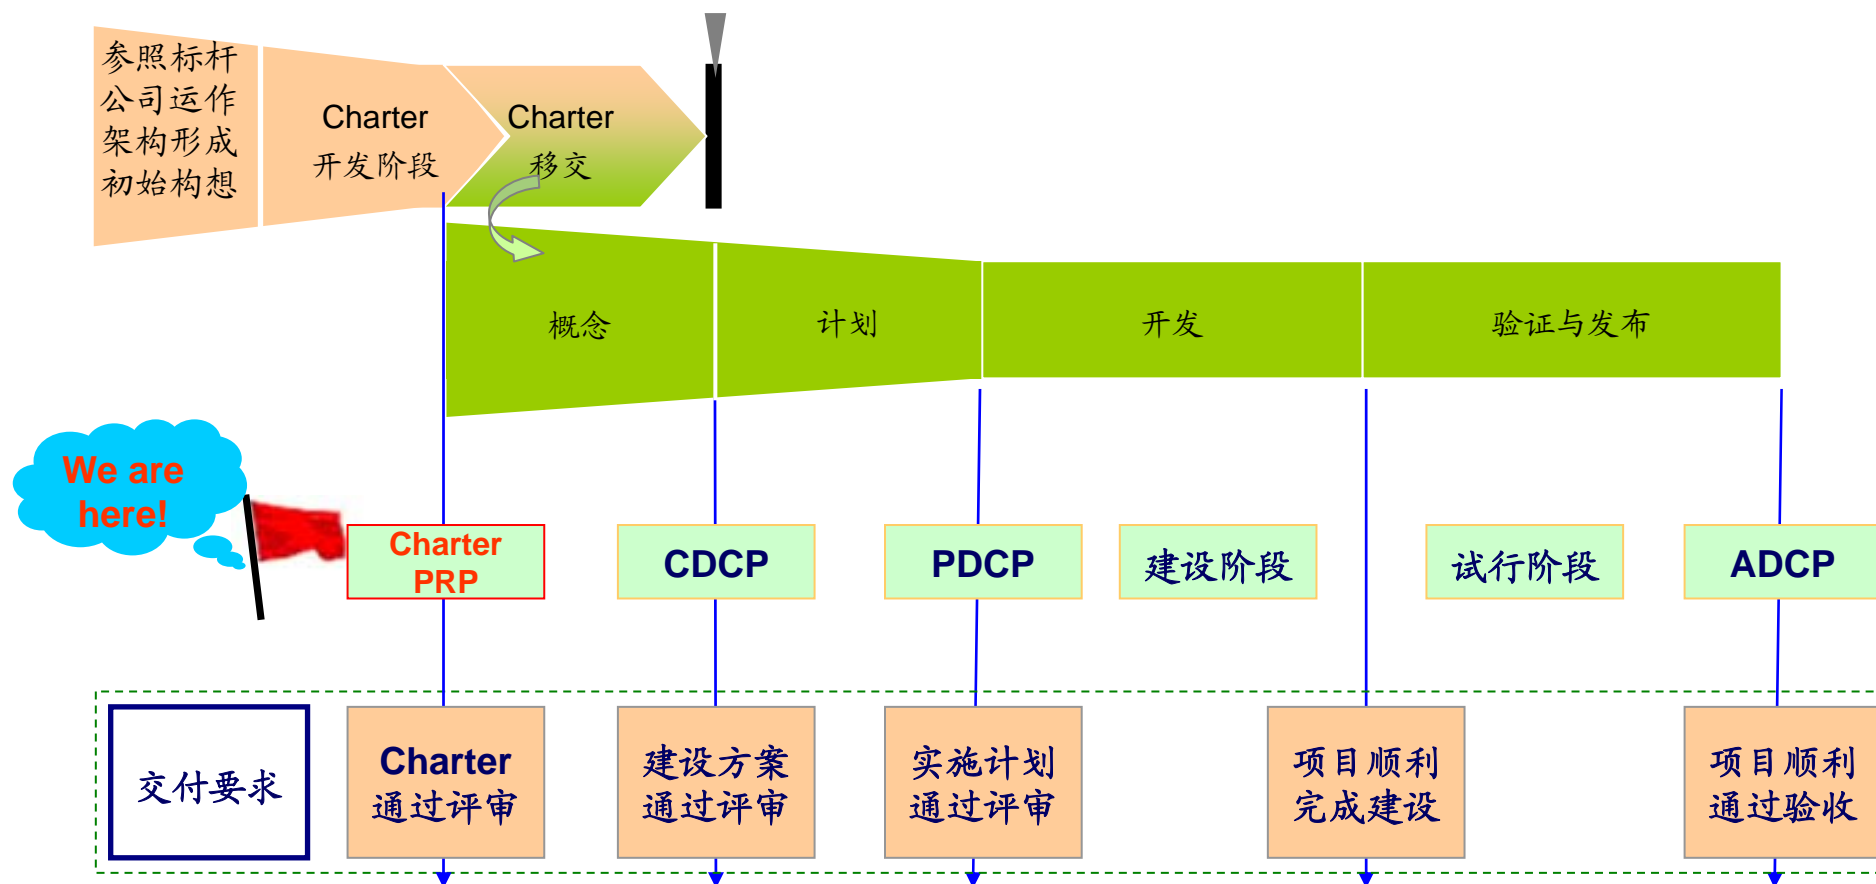 参照标杆
公司运作
架构形成
初始构想
Charter
开发阶段
Charter
移交
概念
计划
开发
验证与发布
We are
here!
Charter
PRP
CDCP
PDCP
建设阶段
试行阶段
ADCP
交付要求
Charter
通过评审
建设方案
通过评审
实施计划
通过评审
项目顺利
完成建设
项目顺利
通过验收